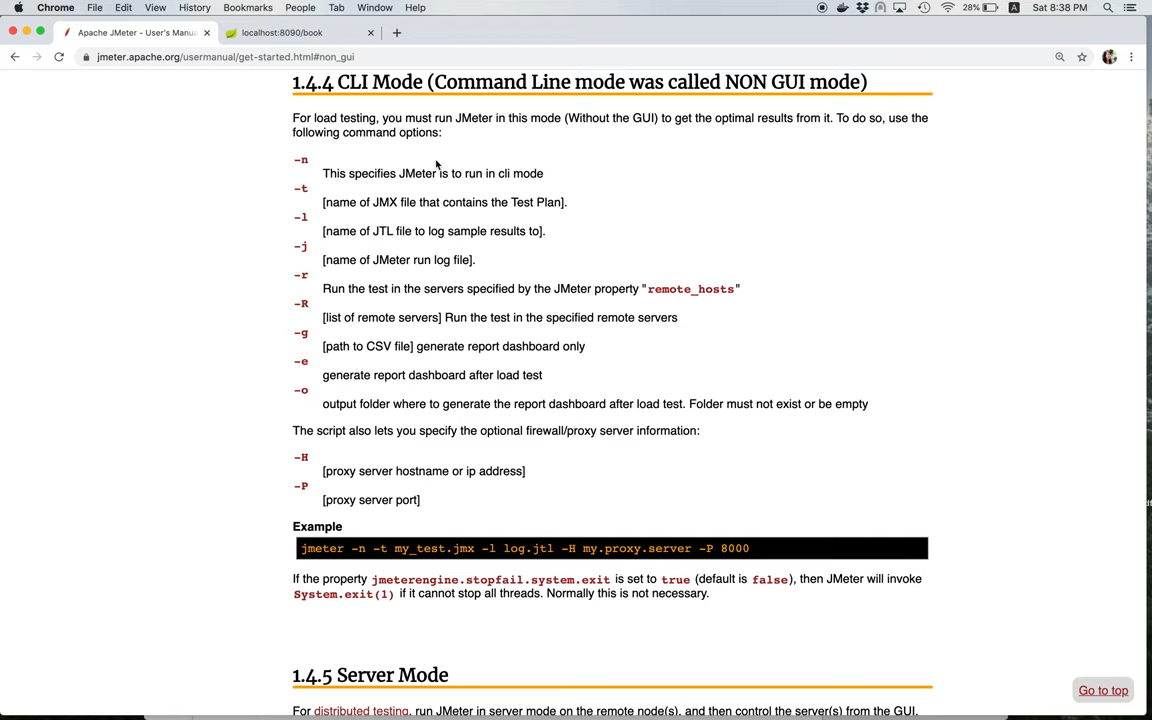 Chrome File Edit View History Bookmarks People Tab Window Help 28% A Sat 8:38 PM
Apache JMeter - User's Manua localhost:8090/book
jmeter.apache.org/usermanual/get-started.html#non_gui
1.4.4 CLI Mode (Command Line mode was called NON GUI mode)
For load testing, you must run JMeter in this mode (Without the GUI) to get the optimal results from it. To do so, use the
following command options:
-n
This specifies JMeter is to run in cli mode
-t
[name of JMX file that contains the Test Plan].
-l
[name of JTL file to log sample results to].
-j
[name of JMeter run log file].
-r
Run the test in the servers specified by the JMeter property "remote_hosts"
-R
[list of remote servers] Run the test in the specified remote servers
-g
[path to CSV file] generate report dashboard only
-e
generate report dashboard after load test
-o
output folder where to generate the report dashboard after load test. Folder must not exist or be empty
The script also lets you specify the optional firewall/proxy server information:
-H
[proxy server hostname or ip address]
-P
[proxy server port]
Example
jmeter -n -t my_test.jmx -l log.jtl -H my.proxy.server -P 8000
If the property jmeterengine.stopfail.system.exit is set to true (default is false), then JMeter will invoke
System.exit(1) if it cannot stop all threads. Normally this is not necessary.
1.4.5 Server Mode
Go to top
For distributed testing, run JMeter in server mode on the remote node(s), and then control the server(s) from the GUI.